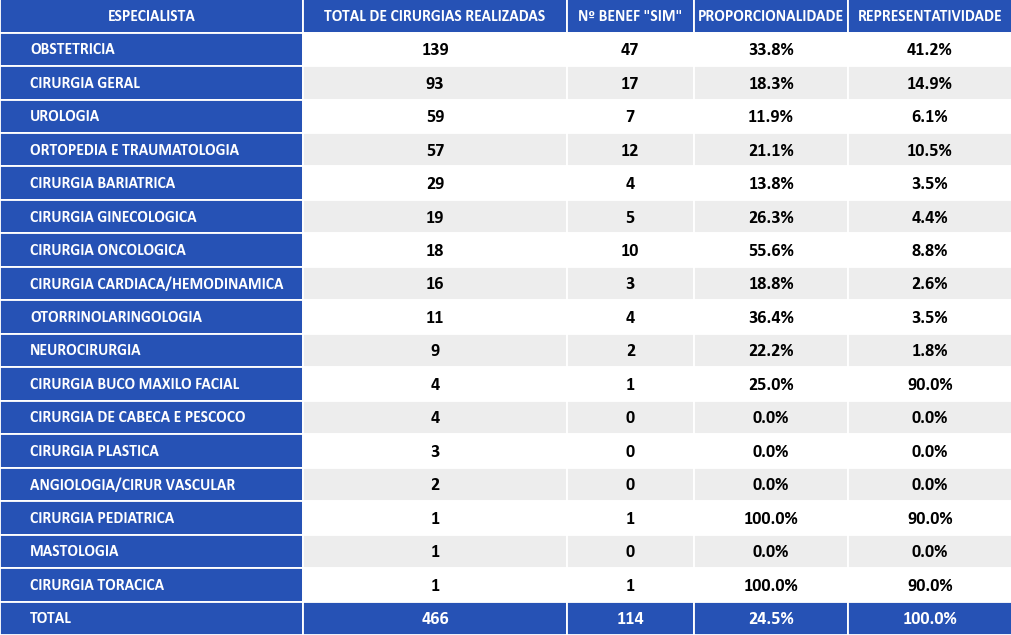 ESPECIALISTA TOTAL DE CIRURGIAS REALIZADAS Nº BENEF "SIM" PROPORCIONALIDADE REPRESENTATIVIDADE
OBSTETRICIA 139 47 33.8% 41.2%
CIRURGIA GERAL 93 17 18.3% 14.9%
UROLOGIA 59 7 11.9% 6.1%
ORTOPEDIA E TRAUMATOLOGIA 57 12 21.1% 10.5%
CIRURGIA BARIATRICA 29 4 13.8% 3.5%
CIRURGIA GINECOLOGICA 19 5 26.3% 4.4%
CIRURGIA ONCOLOGICA 18 10 55.6% 8.8%
CIRURGIA CARDIACA/HEMODINAMICA 16 3 18.8% 2.6%
OTORRINOLARINGOLOGIA 11 4 36.4% 3.5%
NEUROCIRURGIA 9 2 22.2% 1.8%
CIRURGIA BUCO MAXILO FACIAL 4 1 25.0% 90.0%
CIRURGIA DE CABECA E PESCOCO 4 0 0.0% 0.0%
CIRURGIA PLASTICA 3 0 0.0% 0.0%
ANGIOLOGIA/CIRUR VASCULAR 2 0 0.0% 0.0%
CIRURGIA PEDIATRICA 1 1 100.0% 90.0%
MASTOLOGIA 1 0 0.0% 0.0%
CIRURGIA TORACICA 1 1 100.0% 90.0%
TOTAL 466 114 24.5% 100.0%